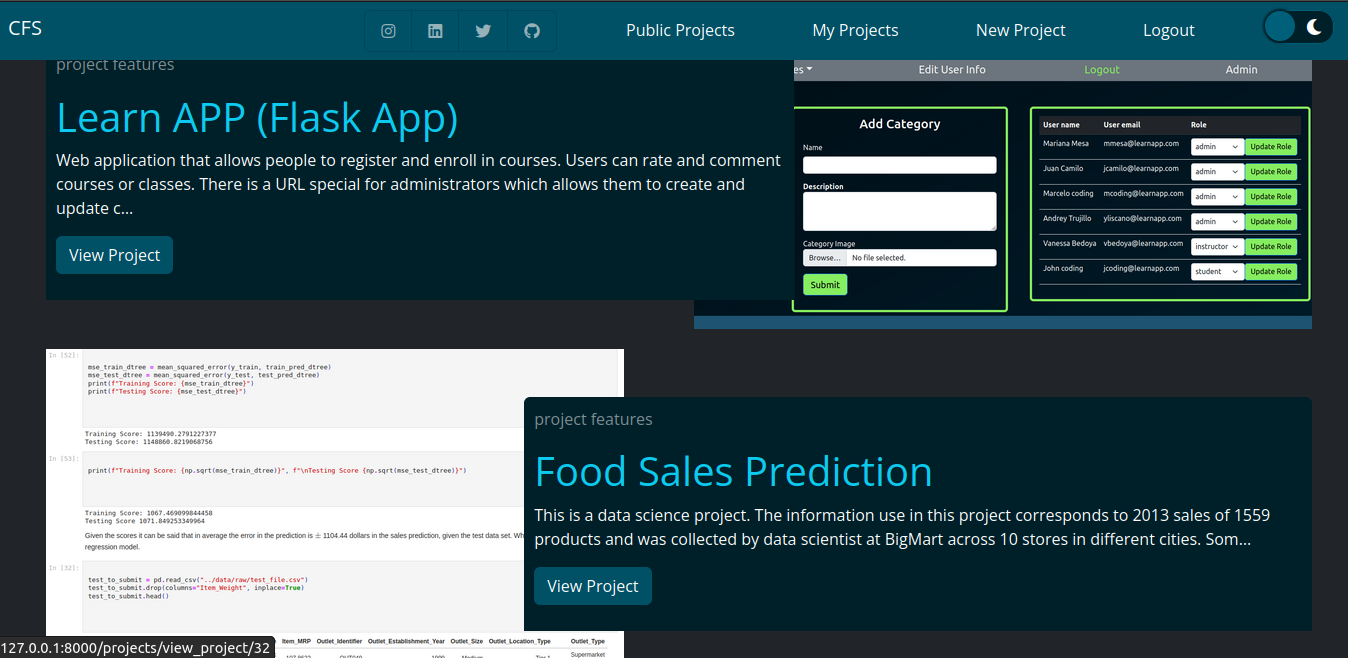 CFS
Public Projects
My Projects
New Project
Logout
project features
Learn APP (Flask App)
Web application that allows people to register and enroll in courses. Users can rate and comment
courses or classes. There is a URL special for administrators which allows them to create and
update c...
View Project
es
Edit User Info
Logout
Admin
Add Category
Name
Description
Category Image
Browse... No file selected.
Submit
User name User email Role
Mariana Mesa mmesa@learnapp.com admin Update Role
Juan Camilo jcamilo@learnapp.com admin Update Role
Marcelo coding mcoding@learnapp.com admin Update Role
Andrey Trujillo yliscano@learnapp.com admin Update Role
Vanessa Bedoya vbedoya@learnapp.com instructor Update Role
John coding jcoding@learnapp.com student Update Role
In [52]:
mse_train_dtree = mean_squared_error(y_train, train_pred_dtree)
mse_test_dtree = mean_squared_error(y_test, test_pred_dtree)
print(f"Training Score: {mse_train_dtree}")
print(f"Testing Score: {mse_test_dtree}")
Training Score: 1139490.2791227377
Testing Score: 1148860.8219068756
In [53]:
print(f"Training Score: {np.sqrt(mse_train_dtree)}", f"\nTesting Score {np.sqrt(mse_test_dtree)}")
Training Score: 1067.469099844458
Testing Score 1071.849253349964
Given the scores it can be said that in average the error in the prediction is ± 1104.44 dollars in the sales prediction, given the test data set. Wh
regression model.
In [32]:
test_to_submit = pd.read_csv("../data/raw/test_file.csv")
test_to_submit.drop(columns="Item_Weight", inplace=True)
test_to_submit.head()
Item_MRP Outlet_Identifier Outlet_Establishment_Year Outlet_Size Outlet_Location_Type Outlet_Type
Supermarket
project features
Food Sales Prediction
This is a data science project. The information use in this project corresponds to 2013 sales of 1559
products and was collected by data scientist at BigMart across 10 stores in different cities. Som...
View Project
127.0.0.1:8000/projects/view_project/32